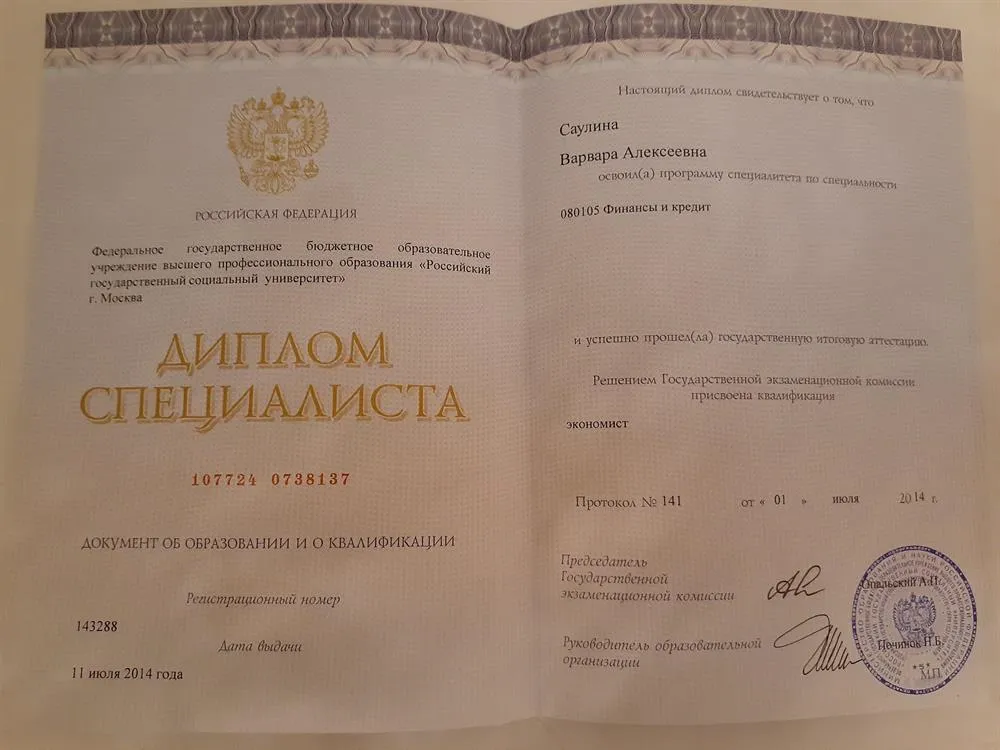 РОССИЙСКАЯ ФЕДЕРАЦИЯ
Федеральное государственное бюджетное образовательное
учреждение высшего профессионального образования «Российский
государственный социальный университет»
г. Москва
ДИПЛОМ
СПЕЦИАЛИСТА
107724 0738137
ДОКУМЕНТ ОБ ОБРАЗОВАНИИ И О КВАЛИФИКАЦИИ
Регистрационный номер
143288
Дата выдачи
11 июля 2014 года
Настоящий диплом свидетельствует о том, что
Саулина
Варвара Алексеевна
освоил(а) программу специалитета по специальности
080105 Финансы и кредит
и успешно прошел(ла) государственную итоговую аттестацию.
Решением Государственной экзаменационной комиссии
присвоена квалификация
экономист
Протокол № 141 от « 01 » июля 2014 г.
Председатель
Государственной
экзаменационной комиссии
Опальский А.П.
Руководитель образовательной
организации
Починок Н.Б.
МП